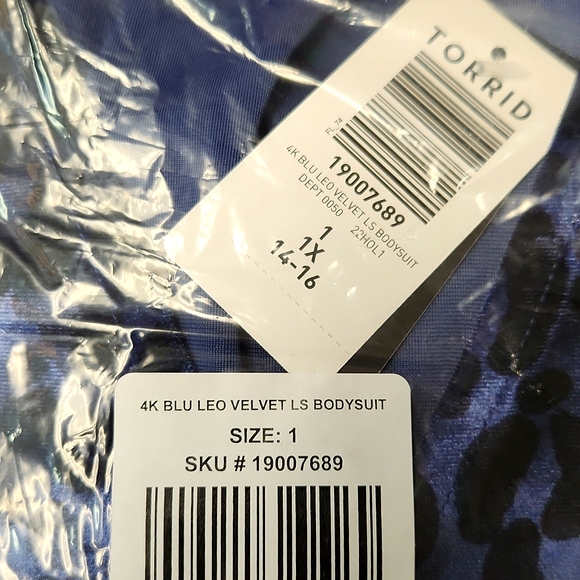 TORRID
FL_74
19007689
4K BLU LEO VELVET LS BODYSUIT
DEPT 0050 22HOL1
1
1X
14-16
4K BLU LEO VELVET LS BODYSUIT
SIZE: 1
SKU # 19007689